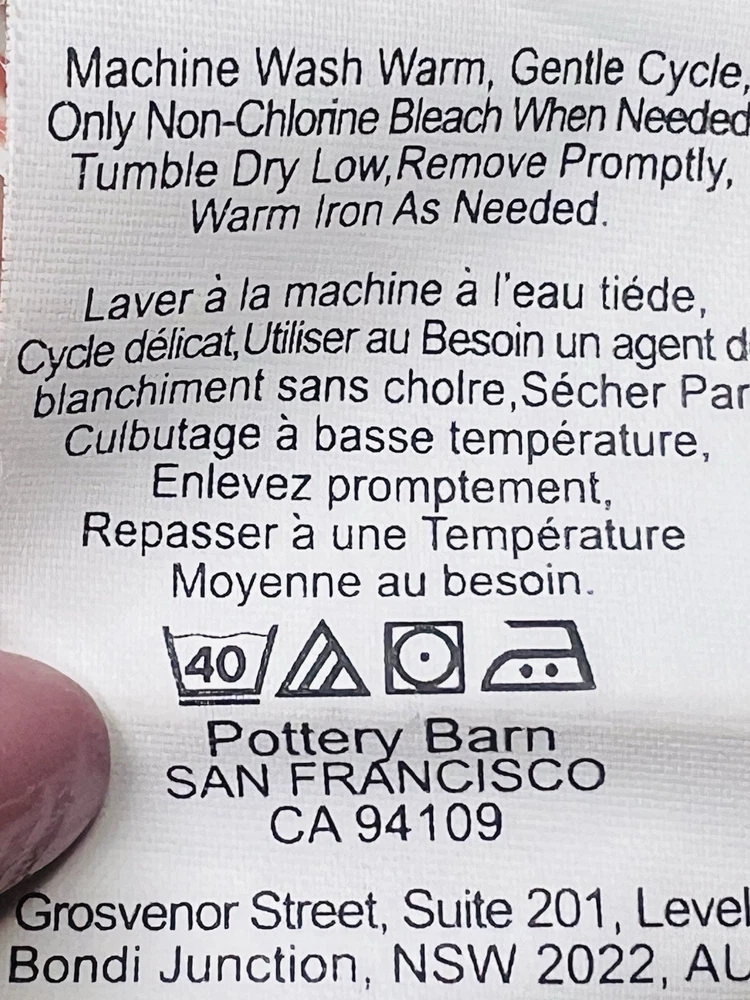 Machine Wash Warm, Gentle Cycle,
Only Non-Chlorine Bleach When Needed
Tumble Dry Low,Remove Promptly,
Warm Iron As Needed.
Laver à la machine à l'eau tiéde,
Cycle délicat,Utiliser au Besoin un agent
blanchiment sans cholre,Sécher Par
Culbutage à basse température,
Enlevez promptement,
Repasser à une Température
Moyenne au besoin.
40
Pottery Barn
SAN FRANCISCO
CA 94109
Grosvenor Street, Suite 201, Level
Bondi Junction, NSW 2022,